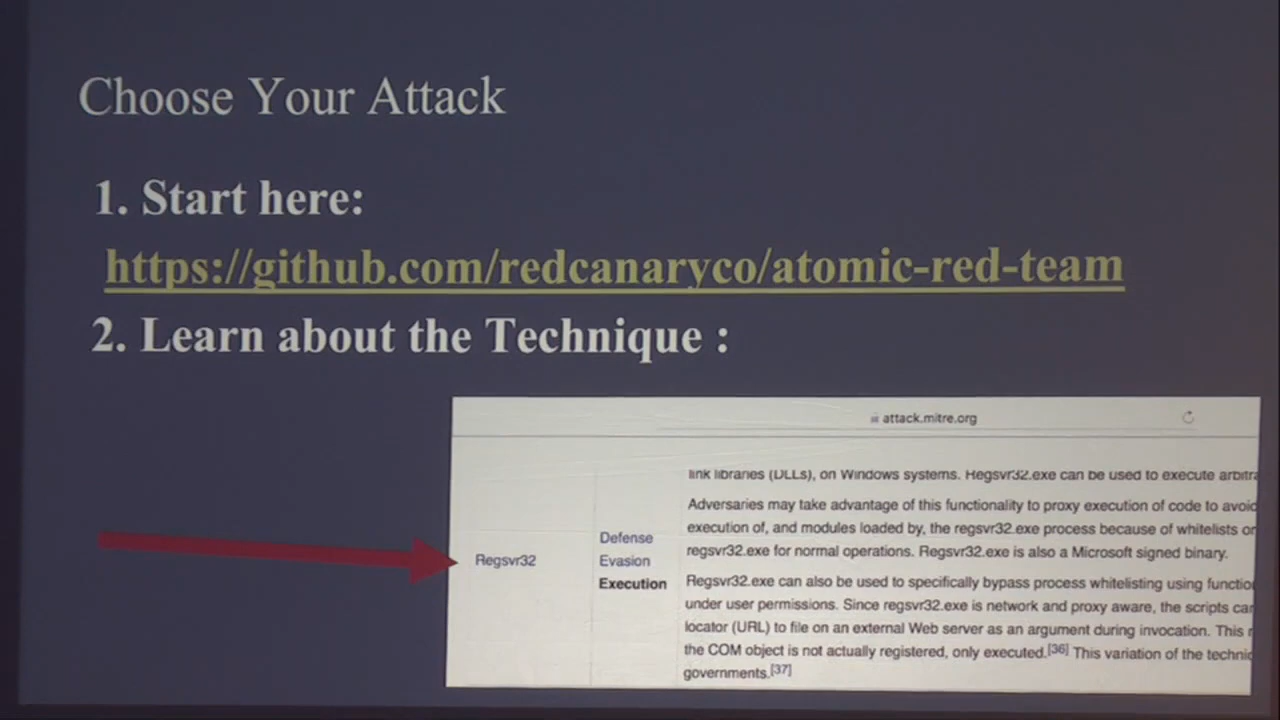 Choose Your Attack
1. Start here:
https://github.com/redcanaryco/atomic-red-team
2. Learn about the Technique :
attack.mitre.org
link libraries (DLLs), on Windows systems. Regsvr32.exe can be used to execute
Adversaries may take advantage of this functionality to proxy execution of code to avoid
execution of, and modules loaded by, the regsvr32.exe process because of whitelists or
regsvr32.exe for normal operations. Regsvr32.exe is also a Microsoft signed binary.
Regsvr32
Defense
Evasion
Execution
Regsvr32.exe can also be used to specifically bypass process whitelisting using
under user permissions. Since regsvr32.exe is network and proxy aware, the scripts
locator (URL) to file on an external Web server as an argument during invocation. This
the COM object is not actually registered, only executed.[36] This variation of the
governments.[37]